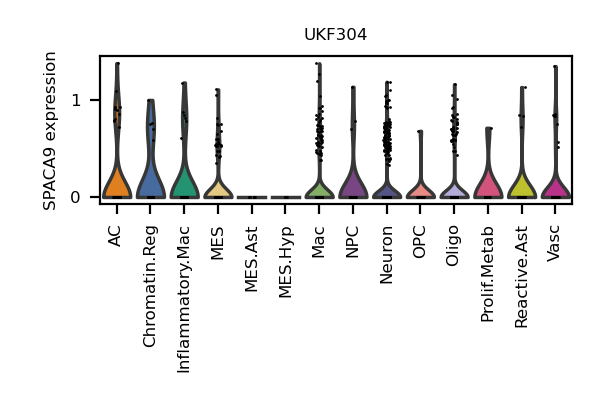 UKF304
SPACA9 expression
1
0
AC
Chromatin.Reg
Inflammatory.Mac
MES
MES.Ast
MES.Hyp
Mac
NPC
Neuron
OPC
Oligo
Prolif.Metab
Reactive.Ast
Vasc